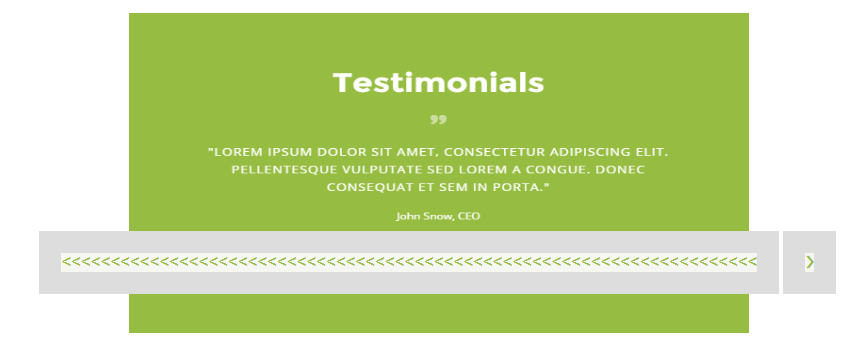 Testimonials
"
"LOREM IPSUM DOLOR SIT AMET, CONSECTETUR ADIPISCING ELIT.
PELLENTESQUE VULPUTATE SED LOREM A CONGUE. DONEC
CONSEQUAT ET SEM IN PORTA."
John Snow, CEO